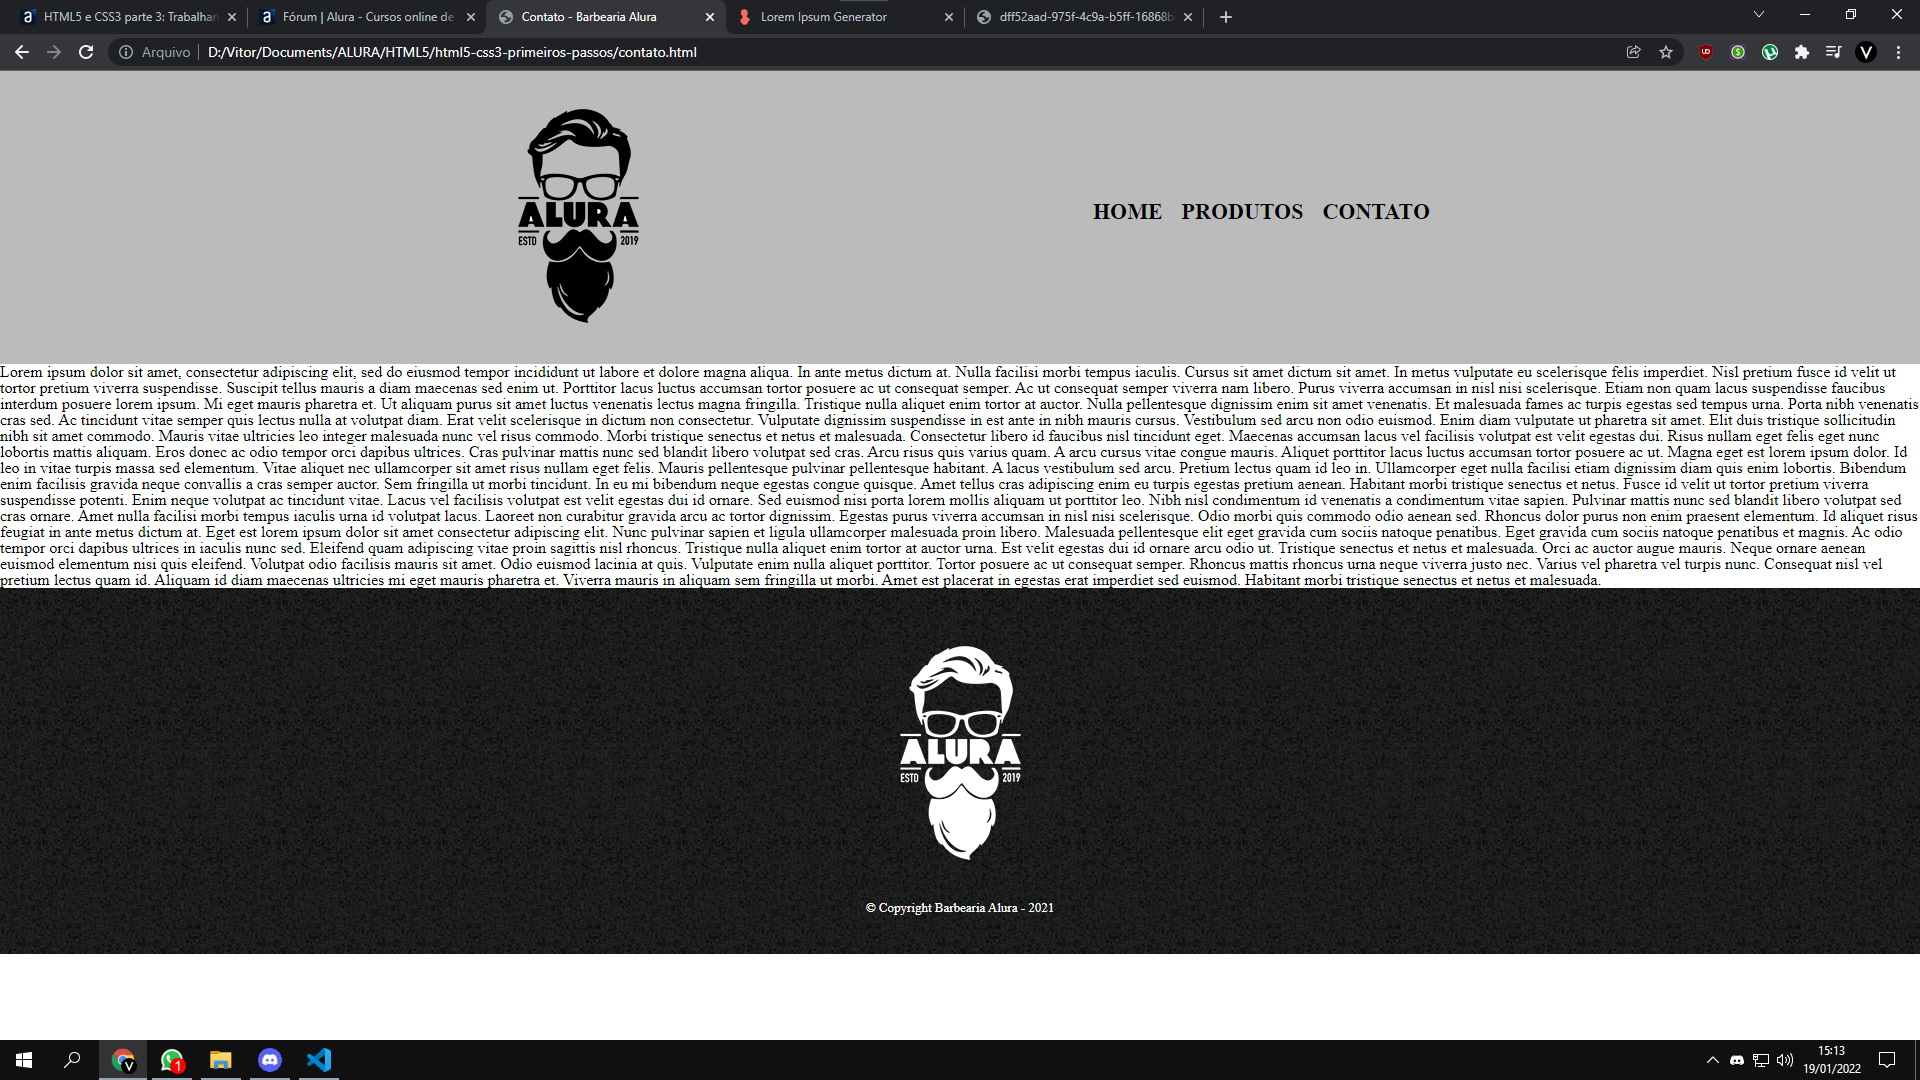 HTML5 e CSS3 parte 3: Trabalhan
Fórum | Alura - Cursos online de
Contato - Barbearia Alura
Lorem Ipsum Generator
dff52aad-975f-4c9a-b5ff-16868b
Arquivo | D:/Vitor/Documents/ALURA/HTML5/html5-css3-primeiros-passos/contato.html
V
ALURA
ESTD 2019
HOME PRODUTOS CONTATO
Lorem ipsum dolor sit amet, consectetur adipiscing elit, sed do eiusmod tempor incididunt ut labore et dolore magna aliqua. In ante metus dictum at. Nulla facilisi morbi tempus iaculis. Cursus sit amet dictum sit amet. In metus vulputate eu scelerisque felis imperdiet. Nisl pretium fusce id velit ut
tortor pretium viverra suspendisse. Suscipit tellus mauris a diam maecenas sed enim ut. Porttitor lacus luctus accumsan tortor posuere ac ut consequat semper. Ac ut consequat semper viverra nam libero. Purus viverra accumsan in nisl nisi scelerisque. Etiam non quam lacus suspendisse faucibus
interdum posuere lorem ipsum. Mi eget mauris pharetra et. Ut aliquam purus sit amet luctus venenatis lectus magna fringilla. Tristique nulla aliquet enim tortor at auctor. Nulla pellentesque dignissim enim sit amet venenatis. Et malesuada fames ac turpis egestas sed tempus urna. Porta nibh venenatis
cras sed. Ac tincidunt vitae semper quis lectus nulla at volutpat diam. Erat velit scelerisque in dictum non consectetur. Vulputate dignissim suspendisse in est ante in nibh mauris cursus. Vestibulum sed arcu non odio euismod. Enim diam vulputate ut pharetra sit amet. Elit duis tristique sollicitudin
nibh sit amet commodo. Mauris vitae ultricies leo integer malesuada nunc vel risus commodo. Morbi tristique senectus et netus et malesuada. Consectetur libero id faucibus nisl tincidunt eget. Maecenas accumsan lacus vel facilisis volutpat est velit egestas dui. Risus nullam eget felis eget nunc
lobortis mattis aliquam. Eros donec ac odio tempor orci dapibus ultrices. Cras pulvinar mattis nunc sed blandit libero volutpat sed cras. Arcu risus quis varius quam. A arcu cursus vitae congue mauris. Aliquet porttitor lacus luctus accumsan tortor posuere ac ut. Magna eget est lorem ipsum dolor. Id
leo in vitae turpis massa sed elementum. Vitae aliquet nec ullamcorper sit amet risus nullam eget felis. Mauris pellentesque pulvinar pellentesque habitant. A lacus vestibulum sed arcu. Pretium lectus quam id leo in. Ullamcorper eget nulla facilisi etiam dignissim diam quis enim lobortis. Bibendum
enim facilisis gravida neque convallis a cras semper auctor. Sem fringilla ut morbi tincidunt. In eu mi bibendum neque egestas congue quisque. Amet tellus cras adipiscing enim eu turpis egestas pretium aenean. Habitant morbi tristique senectus et netus. Fusce id velit ut tortor pretium viverra
suspendisse potenti. Enim neque volutpat ac tincidunt vitae. Lacus vel facilisis volutpat est velit egestas dui id ornare. Sed euismod nisi porta lorem mollis aliquam ut porttitor leo. Nibh nisl condimentum id venenatis a condimentum vitae sapien. Pulvinar mattis nunc sed blandit libero volutpat sed
cras ornare. Amet nulla facilisi morbi tempus iaculis urna id volutpat lacus. Laoreet non curabitur gravida arcu ac tortor dignissim. Egestas purus viverra accumsan in nisl nisi scelerisque. Odio morbi quis commodo odio aenean sed. Rhoncus dolor purus non enim praesent elementum. Id aliquet risus
feugiat in ante metus dictum at. Eget est lorem ipsum dolor sit amet consectetur adipiscing elit. Nunc pulvinar sapien et ligula ullamcorper malesuada proin libero. Malesuada pellentesque elit eget gravida cum sociis natoque penatibus. Eget gravida cum sociis natoque penatibus et magnis. Ac odio
tempor orci dapibus ultrices in iaculis nunc sed. Eleifend quam adipiscing vitae proin sagittis nisl rhoncus. Tristique nulla aliquet enim tortor at auctor urna. Est velit egestas dui id ornare arcu odio ut. Tristique senectus et netus et malesuada. Orci ac auctor augue mauris. Neque ornare aenean
euismod elementum nisi quis eleifend. Volutpat odio facilisis mauris sit amet. Odio euismod lacinia at quis. Vulputate enim nulla aliquet porttitor. Tortor posuere ac ut consequat semper. Rhoncus mattis rhoncus urna neque viverra justo nec. Varius vel pharetra vel turpis nunc. Consequat nisl vel
pretium lectus quam id. Aliquam id diam maecenas ultricies mi eget mauris pharetra et. Viverra mauris in aliquam sem fringilla ut morbi. Amet est placerat in egestas erat imperdiet sed euismod. Habitant morbi tristique senectus et netus et malesuada.
ALURA
ESTD 2019
© Copyright Barbearia Alura - 2021
V
1
15:13
19/01/2022